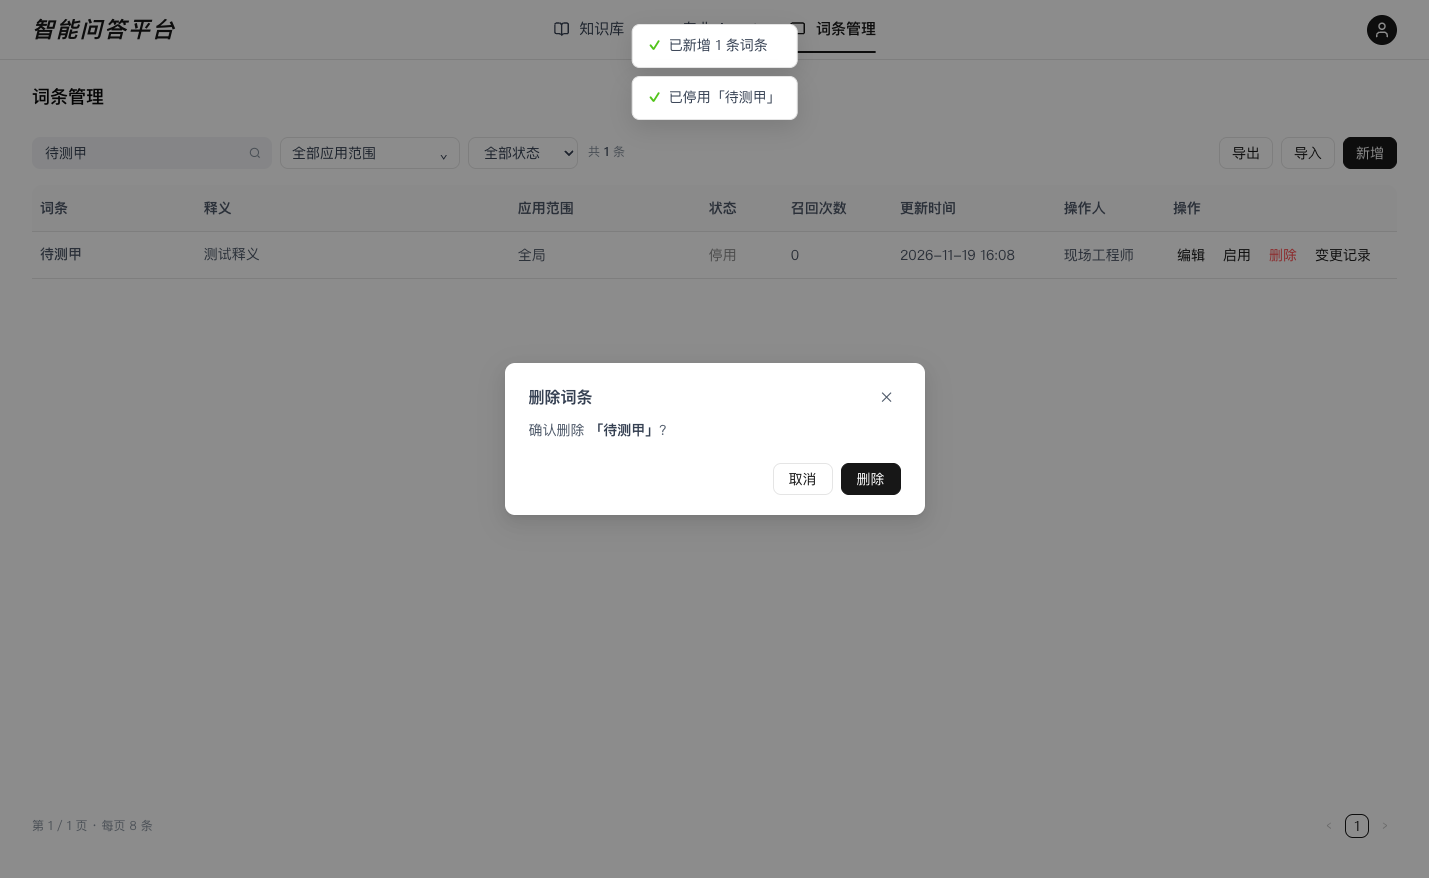 智能问答平台
知识库
词条管理
已新增 1 条词条
已停用「待测甲」
词条管理
待测甲
全部应用范围
全部状态
共 1 条
导出
导入
新增
词条 释义 应用范围 状态 召回次数 更新时间 操作人 操作
待测甲 测试释义 全局 停用 0 2026-11-19 16:08 现场工程师 编辑 启用 删除 变更记录
删除词条
确认删除 「待测甲」?
取消
删除
第 1 / 1 页 · 每页 8 条
1